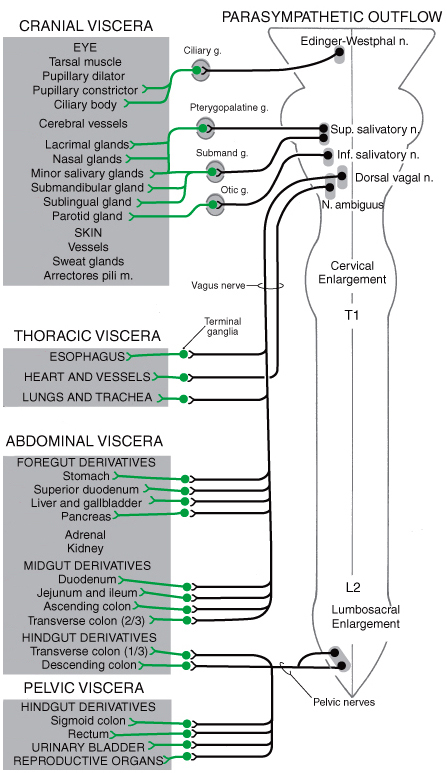 CRANIAL VISCERA
EYE
Tarsal muscle
Pupillary dilator
Pupillary constrictor
Ciliary body
Cerebral vessels
Lacrimal glands
Nasal glands
Minor salivary glands
Submandibular gland
Sublingual gland
Parotid gland
SKIN
Vessels
Sweat glands
Arrectores pili m.
Ciliary g.
Pterygopalatine g.
Submand g.
Otic g.
Vagus nerve
PARASYMPATHETIC OUTFLOW
Edinger-Westphal n.
Sup. salivatory n.
Inf. salivatory n.
Dorsal vagal n.
N. ambiguus
Cervical
Enlargement
T1
THORACIC VISCERA
Terminal
ganglia
ESOPHAGUS
HEART AND VESSELS
LUNGS AND TRACHEA
ABDOMINAL VISCERA
FOREGUT DERIVATIVES
Stomach
Superior duodenum
Liver and gallbladder
Pancreas
Adrenal
Kidney
MIDGUT DERIVATIVES
Duodenum
Jejunum and ileum
Ascending colon
Transverse colon (2/3)
HINDGUT DERIVATIVES
Transverse colon (1/3)
Descending colon
L2
Lumbosacral
Enlargement
Pelvic nerves
PELVIC VISCERA
HINDGUT DERIVATIVES
Sigmoid colon
Rectum
URINARY BLADDER
REPRODUCTIVE ORGANS